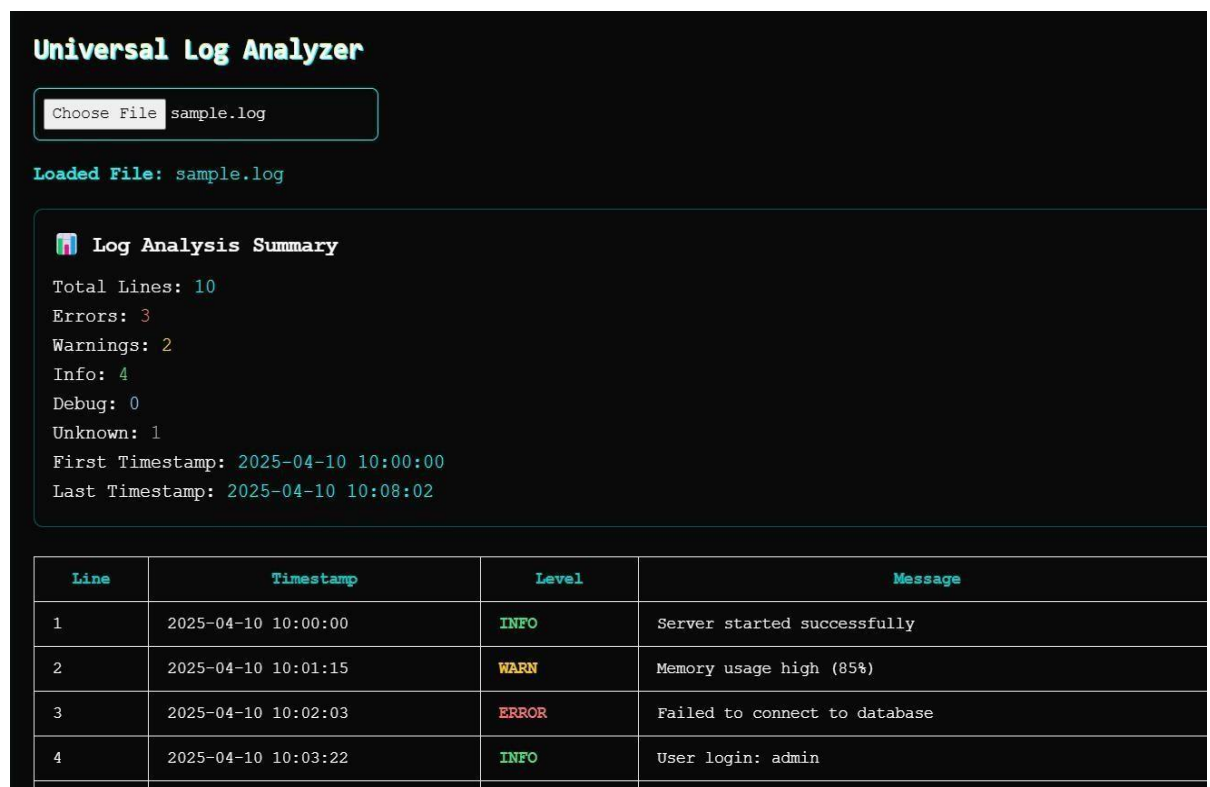 Universal Log Analyzer
Choose File sample.log
Loaded File: sample.log
Log Analysis Summary
Total Lines: 10
Errors: 3
Warnings: 2
Info: 4
Debug: 0
Unknown: 1
First Timestamp: 2025-04-10 10:00:00
Last Timestamp: 2025-04-10 10:08:02
Line Timestamp Level Message
1 2025-04-10 10:00:00 INFO Server started successfully
2 2025-04-10 10:01:15 WARN Memory usage high (85%)
3 2025-04-10 10:02:03 ERROR Failed to connect to database
4 2025-04-10 10:03:22 INFO User login: admin